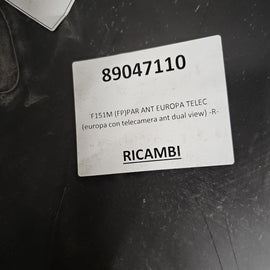 89047110
F151M (FP)PAR ANT EUROPA TELEC
(europa con telecamera ant dual view) -R-
RICAMBI